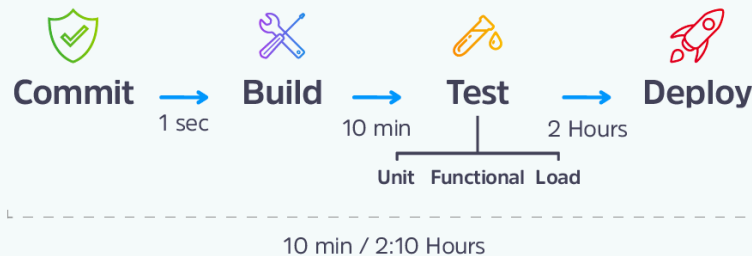 Commit Build Test Deploy
1 sec 10 min 2 Hours
Unit Functional Load
10 min / 2:10 Hours